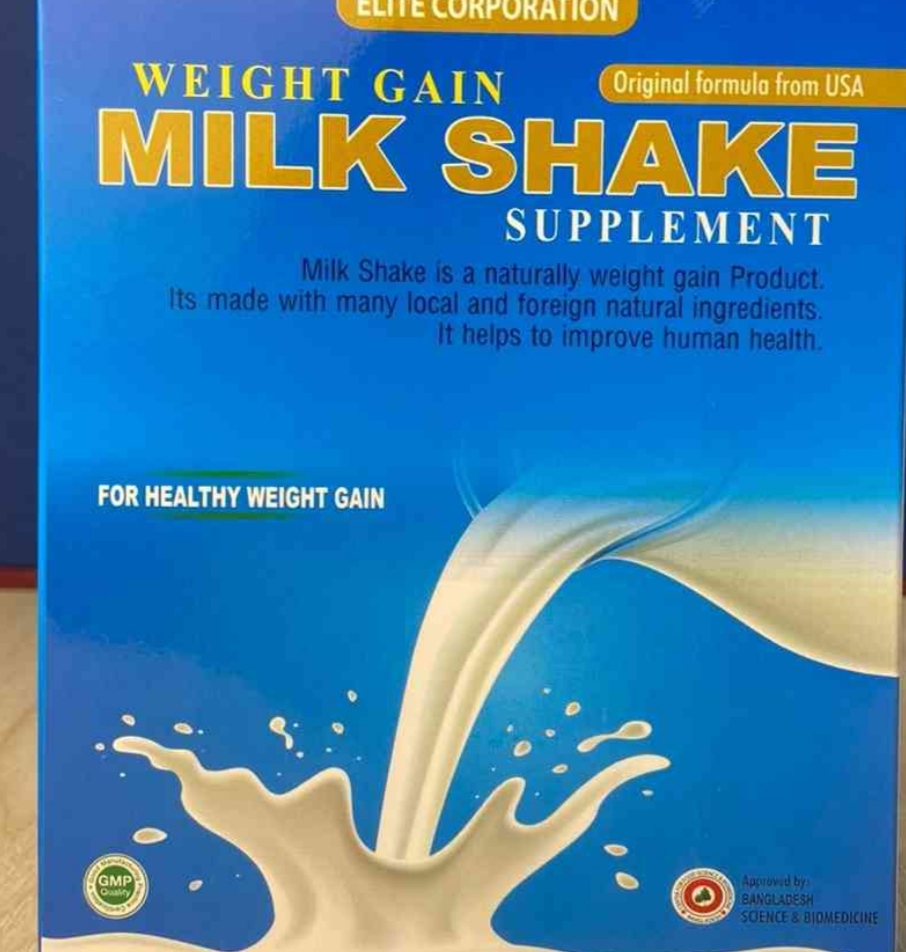 ELITE CORPORATION
WEIGHT GAIN
Original formula from USA
MILK SHAKE
SUPPLEMENT
Milk Shake is a naturally weight gain Product.
Its made with many local and foreign natural ingredients.
It helps to improve human health.
FOR HEALTHY WEIGHT GAIN
GMP
Quality
Approved by:
BANGLADESH
SCIENCE & BIOMEDICINE